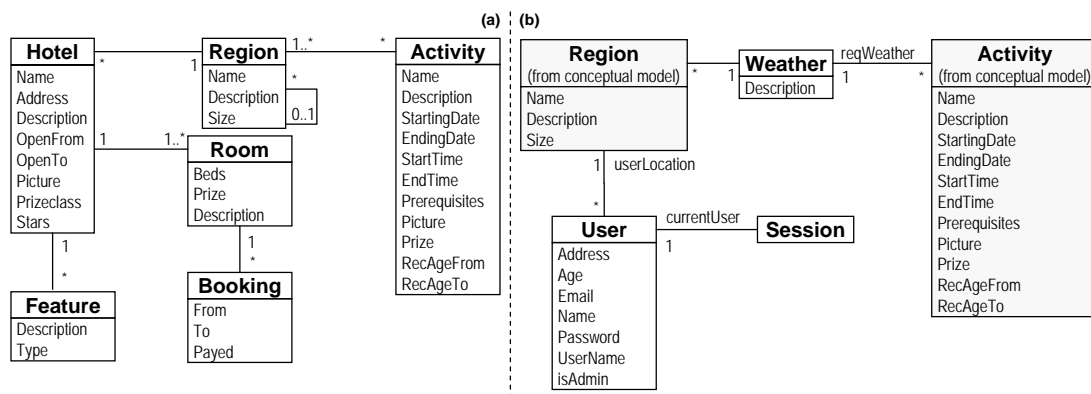 (a)
Hotel
Name
Address
Description
OpenFrom
OpenTo
Picture
Prizeclass
Stars
*
1
Region
Name
Description
Size
*
0..1
1..*
*
Activity
Name
Description
StartingDate
EndingDate
StartTime
EndTime
Prerequisites
Picture
Prize
RecAgeFrom
RecAgeTo
1
1..*
Room
Beds
Prize
Description
1
*
Booking
From
To
Payed
1
*
Feature
Description
Type
(b)
Region
(from conceptual model)
Name
Description
Size
*
1
Weather
Description
reqWeather
1
*
Activity
(from conceptual model)
Name
Description
StartingDate
EndingDate
StartTime
EndTime
Prerequisites
Picture
Prize
RecAgeFrom
RecAgeTo
1
userLocation
*
User
Address
Age
Email
Name
Password
UserName
isAdmin
currentUser
1
Session